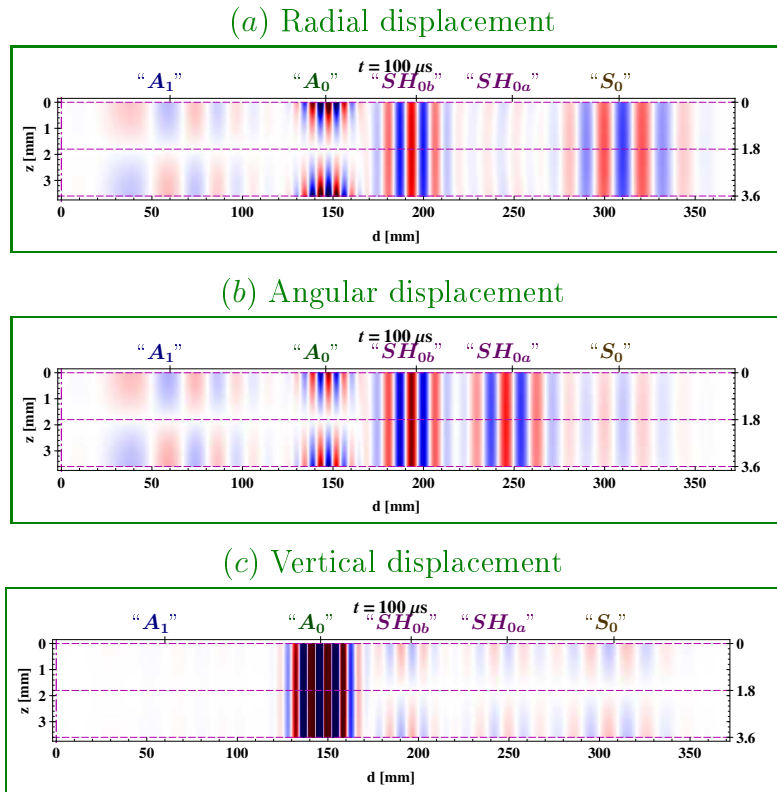 (a) Radial displacement
t = 100 μs
“A1” “A0” “SH0b” “SH0a” “S0”
0 0
1
1.8
2
3
3.6
z [mm]
0 50 100 150 200 250 300 350
d [mm]
(b) Angular displacement
t = 100 μs
“A1” “A0” “SH0b” “SH0a” “S0”
0 0
1
1.8
2
3
3.6
z [mm]
0 50 100 150 200 250 300 350
d [mm]
(c) Vertical displacement
t = 100 μs
“A1” “A0” “SH0b” “SH0a” “S0”
0 0
1
1.8
2
3
3.6
z [mm]
0 50 100 150 200 250 300 350
d [mm]